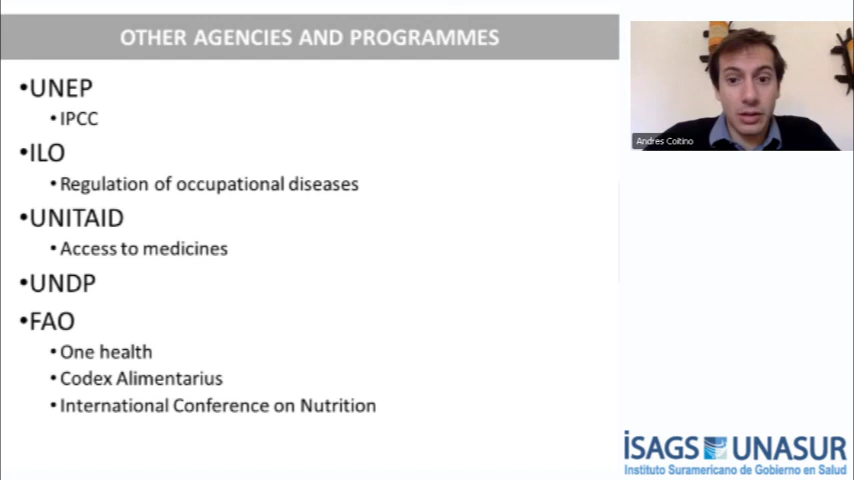 OTHER AGENCIES AND PROGRAMMES
•UNEP
•IPCC
•ILO
•Regulation of occupational diseases
•UNITAID
•Access to medicines
•UNDP
•FAO
•One health
•Codex Alimentarius
•International Conference on Nutrition
Andres Coitino
iSAGS UNASUR
Instituto Suramericano de Gobierno en Salud